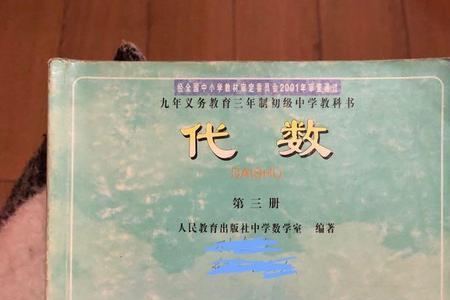 经全国中小学教材审定委员会2001年审查通过
九年义务教育三年制初级中学教科书
代数
DAISHU
第三册
人民教育出版社中学数学室 编著